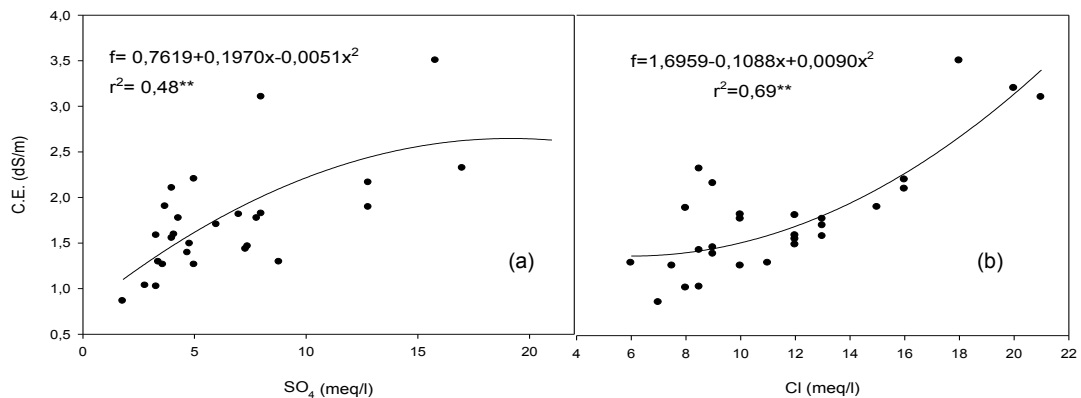 4,0
3,5
3,0
2,5
2,0
1,5
1,0
0,5
C.E. (dS/m)
f= 0,7619+0,1970x-0,0051x²
r²= 0,48**
(a)
0 5 10 15 20
SO₄ (meq/l)
f=1,6959-0,1088x+0,0090x²
r²=0,69**
(b)
4 6 8 10 12 14 16 18 20 22
Cl (meq/l)